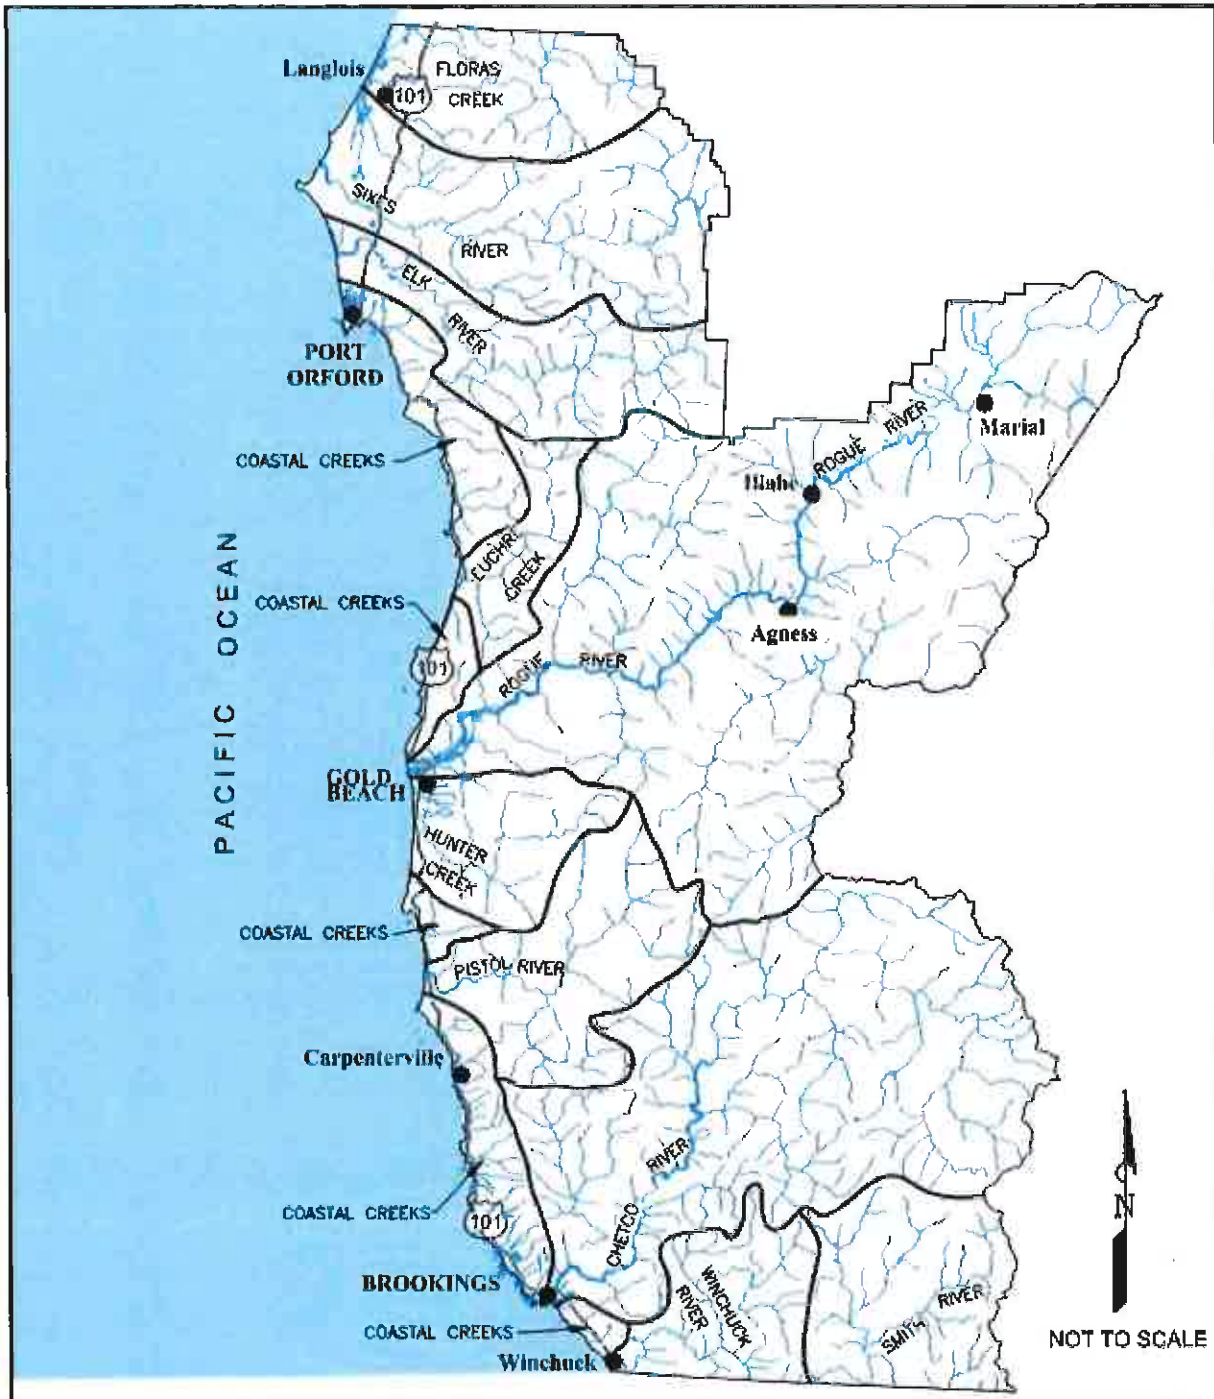 Langlois
101
FLORAS
CREEK
SIXES
RIVER
ELK
RIVER
PORT
ORFORD
COASTAL CREEKS
ROGUE RIVER
Marial
Agness
CREEK
COASTAL CREEKS
101
ROGUE RIVER
PACIFIC OCEAN
GOLD
BEACH
HUNTER
CREEK
COASTAL CREEKS
PISTOL RIVER
Carpenterville
COASTAL CREEKS
101
CHETCO RIVER
BROOKINGS
WINCHUCK
RIVER
SMITH RIVER
COASTAL CREEKS
Winchuck
N
NOT TO SCALE